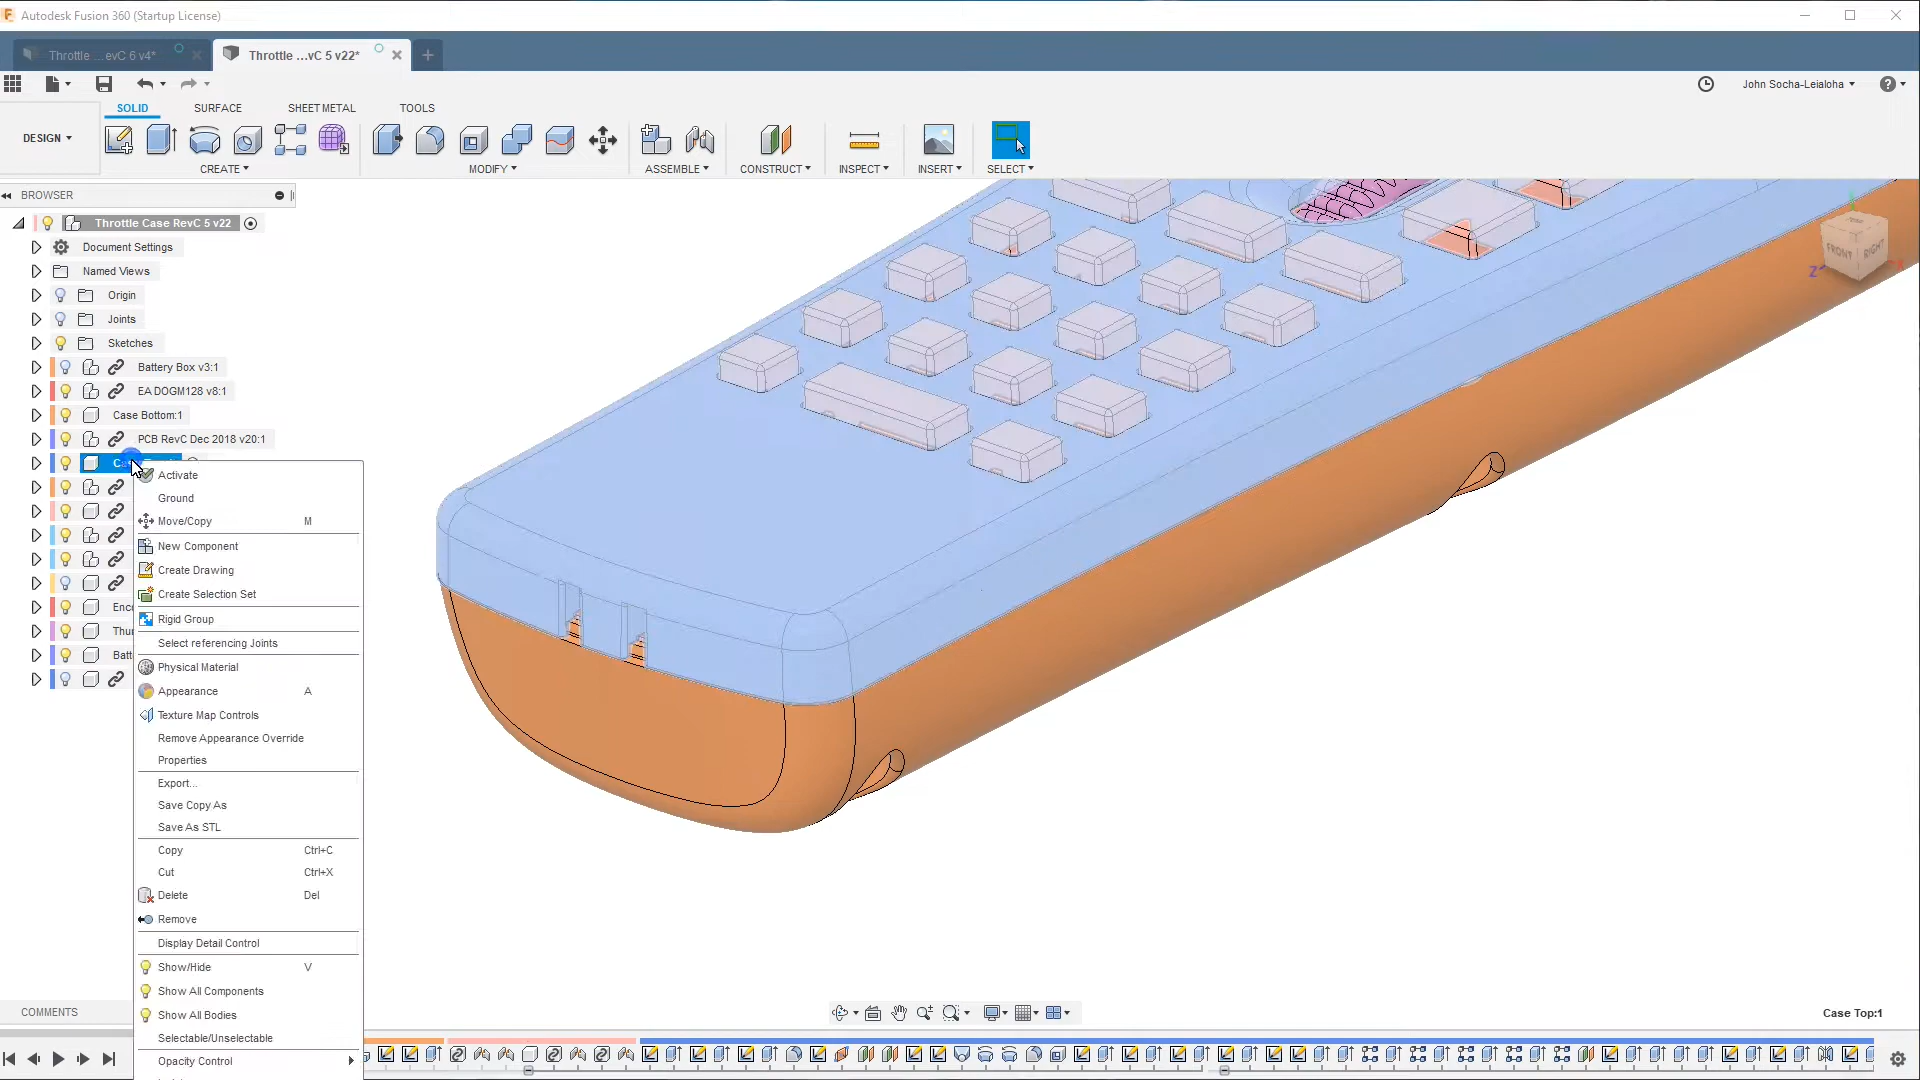 Autodesk Fusion 360 (Startup License)
Throttle ...evC 6 v4*
Throttle ...vC 5 v22*
John Socha-Leialoha
SOLID
SURFACE
SHEET METAL
TOOLS
DESIGN
CREATE
MODIFY
ASSEMBLE
CONSTRUCT
INSPECT
INSERT
SELECT
BROWSER
Throttle Case RevC 5 v22
Document Settings
Named Views
Origin
Joints
Sketches
Battery Box v3:1
EA DOGM128 v8:1
Case Bottom:1
PCB RevC Dec 2018 v20:1
Enc
Thu
Batt
Activate
Ground
Move/Copy M
New Component
Create Drawing
Create Selection Set
Rigid Group
Select referencing Joints
Physical Material
Appearance A
Texture Map Controls
Remove Appearance Override
Properties
Export...
Save Copy As
Save As STL
Copy Ctrl+C
Cut Ctrl+X
Delete Del
Remove
Display Detail Control
Show/Hide V
Show All Components
Show All Bodies
Selectable/Unselectable
Opacity Control
FRONT
RIGHT
Z
COMMENTS
Case Top:1